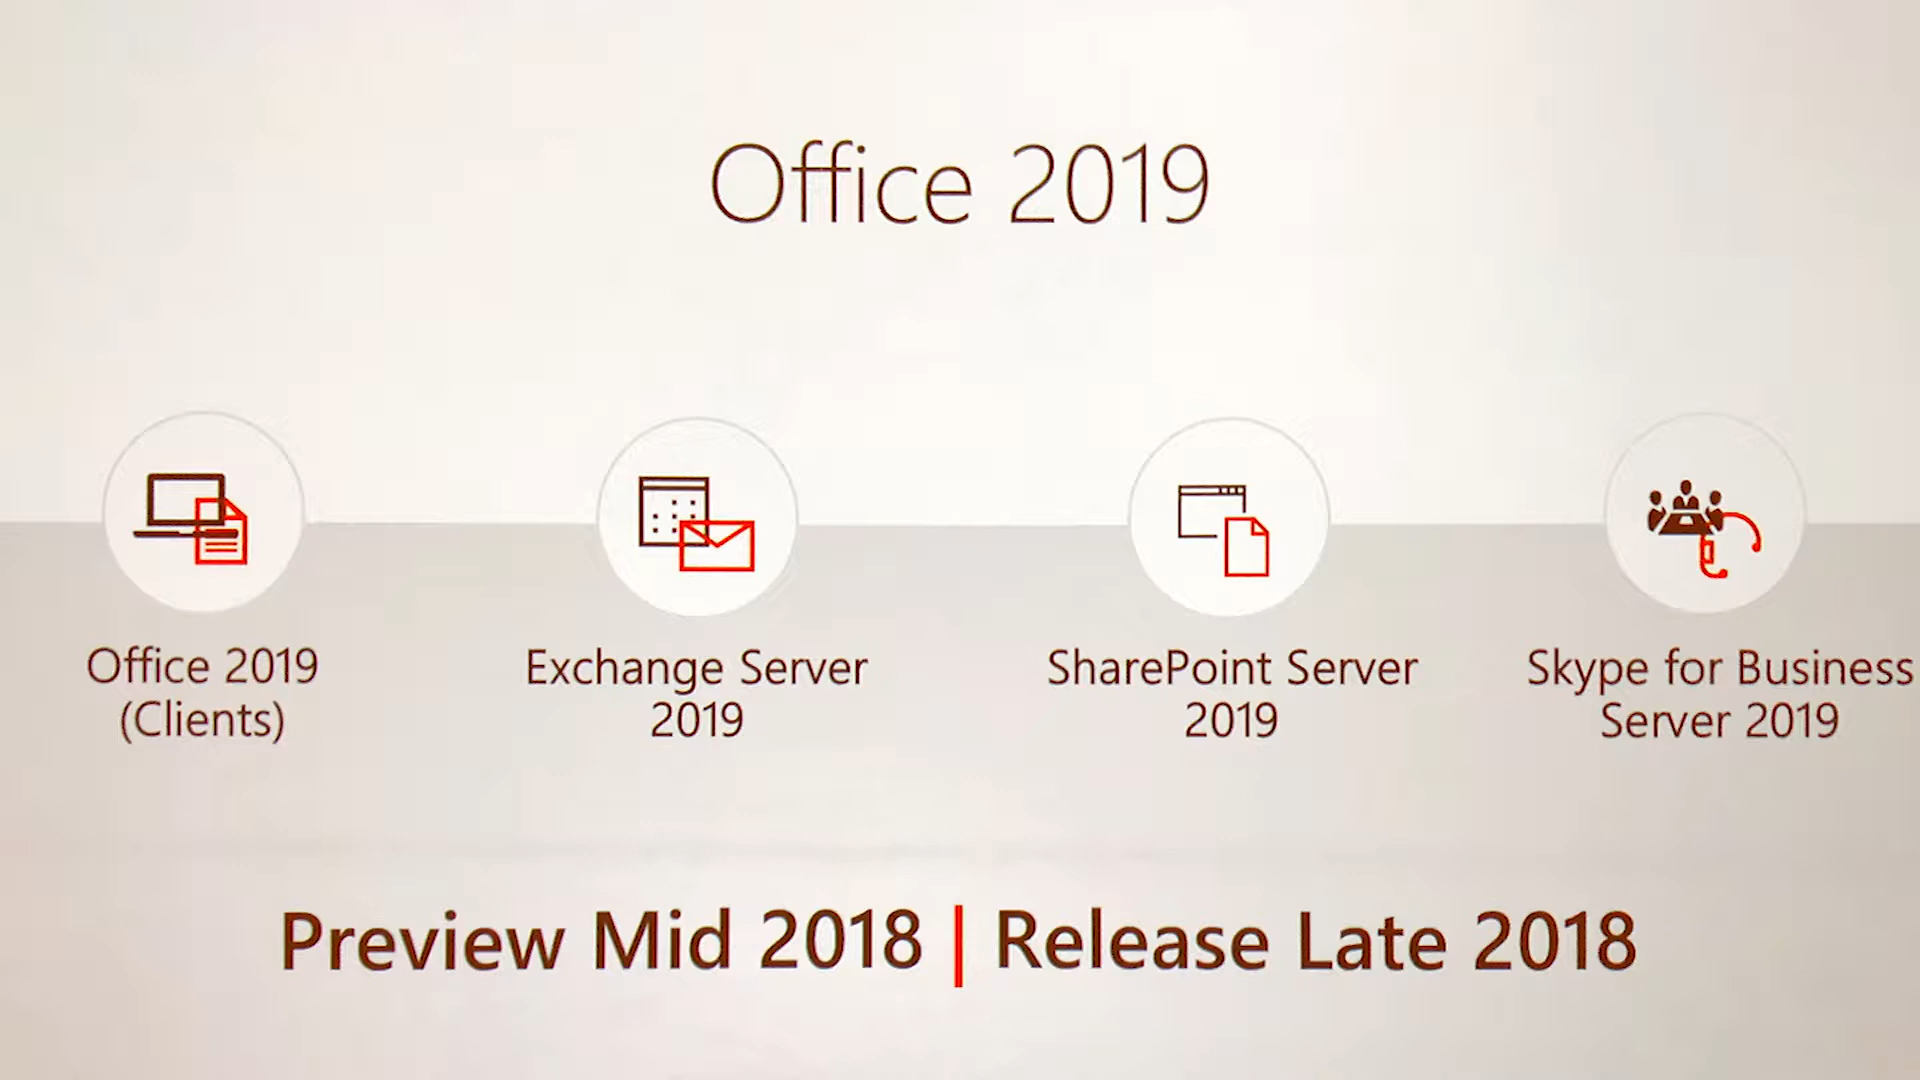 Office 2019
Office 2019
(Clients)
Exchange Server
2019
SharePoint Server
2019
Skype for Business
Server 2019
Preview Mid 2018 | Release Late 2018